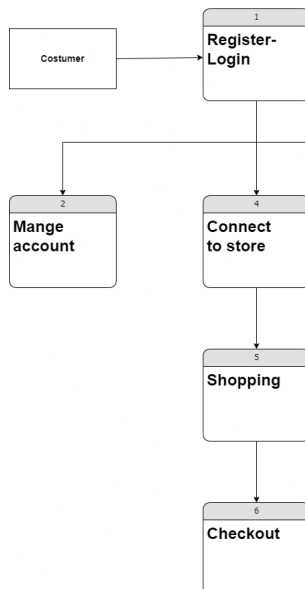 1
Register-
Login
Costumer
2
Mange
account
4
Connect
to store
5
Shopping
6
Checkout